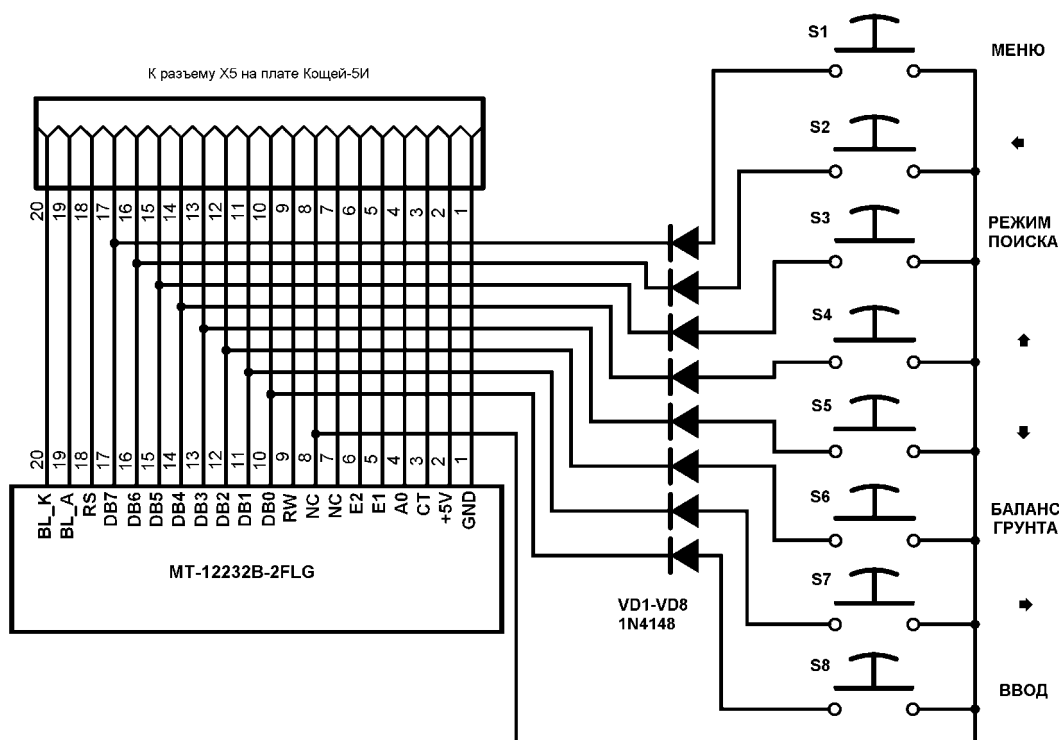 К разъему X5 на плате Кощей-5И
20 19 18 17 16 15 14 13 12 11 10 9 8 7 6 5 4 3 2 1
20 19 18 17 16 15 14 13 12 11 10 9 8 7 6 5 4 3 2 1
BL_K BL_A RS DB7 DB6 DB5 DB4 DB3 DB2 DB1 DB0 RW NC NC E2 E1 A0 CT +5V GND
MT-12232B-2FLG
VD1-VD8
1N4148
S1
МЕНЮ
S2
S3
РЕЖИМ
ПОИСКА
S4
S5
S6
БАЛАНС
ГРУНТА
S7
S8
ВВОД